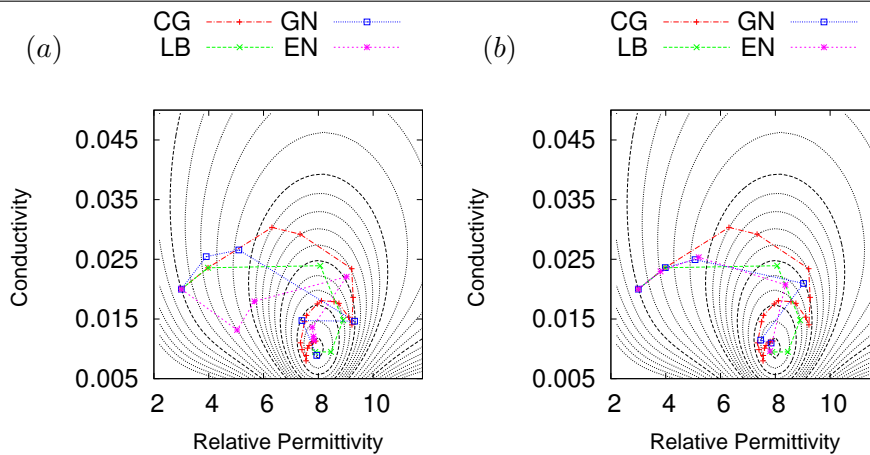 CG GN CG GN
(a) LB EN (b) LB EN
0.045 0.045
0.035 0.035
Conductivity Conductivity
0.025 0.025
0.015 0.015
0.005 0.005
2 4 6 8 10 2 4 6 8 10
Relative Permittivity Relative Permittivity